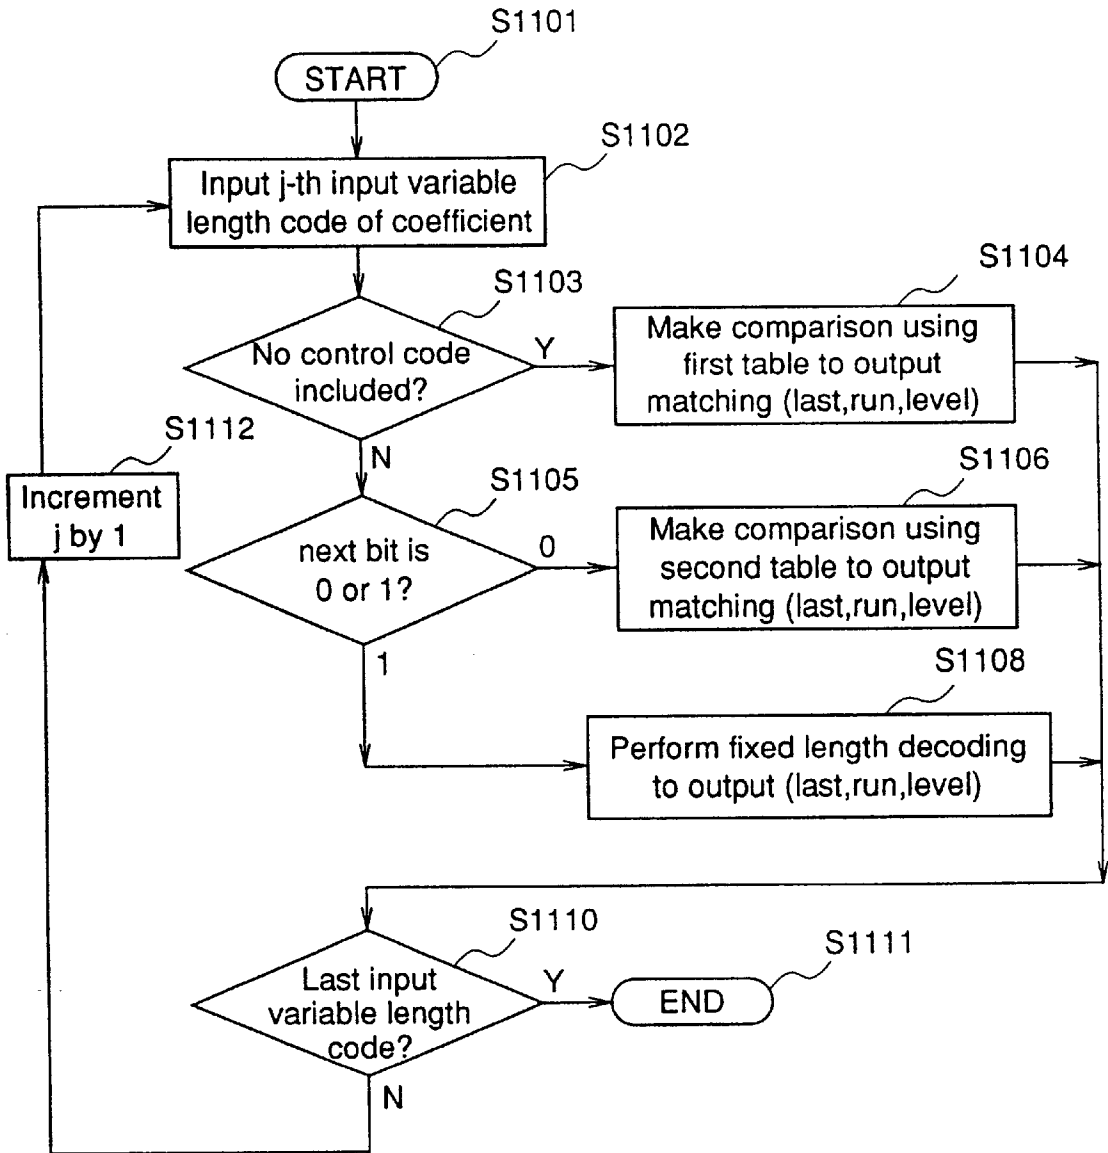 S1101
START
S1102
Input j-th input variable
length code of coefficient
S1103
No control code
included?
Y
N
S1104
Make comparison using
first table to output
matching (last,run,level)
S1112
Increment
j by 1
S1105
next bit is
0 or 1?
0
1
S1106
Make comparison using
second table to output
matching (last,run,level)
S1108
Perform fixed length decoding
to output (last,run,level)
S1110
Last input
variable length
code?
Y
N
S1111
END